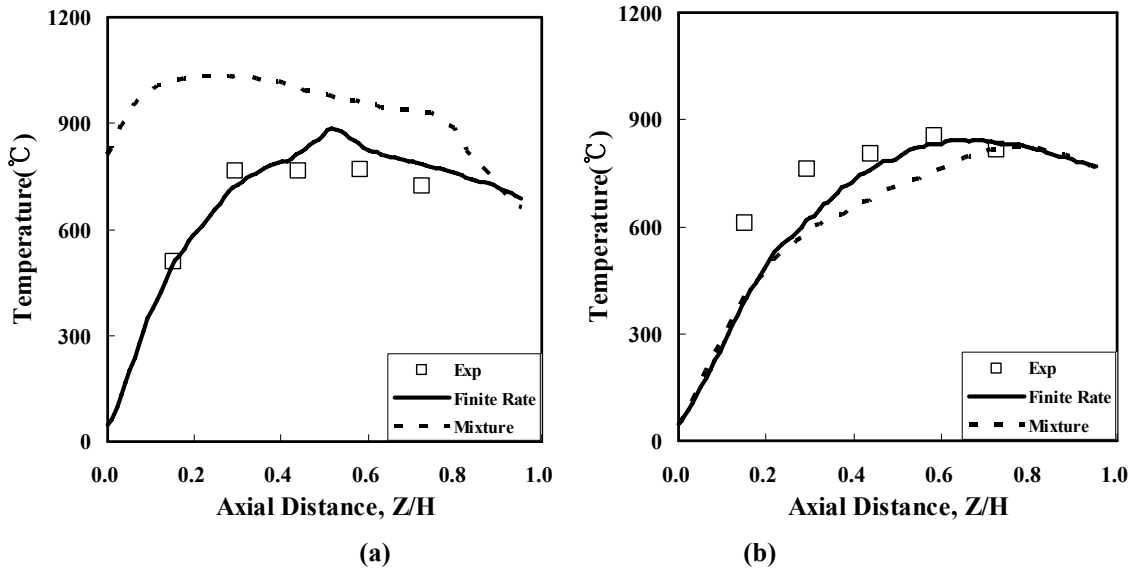 1200
900
600
300
0
Temperature(℃)
Exp
Finite Rate
Mixture
0.0 0.2 0.4 0.6 0.8 1.0
Axial Distance, Z/H
(a)
1200
900
600
300
0
Temperature(℃)
Exp
Finite Rate
Mixture
0.0 0.2 0.4 0.6 0.8 1.0
Axial Distance, Z/H
(b)